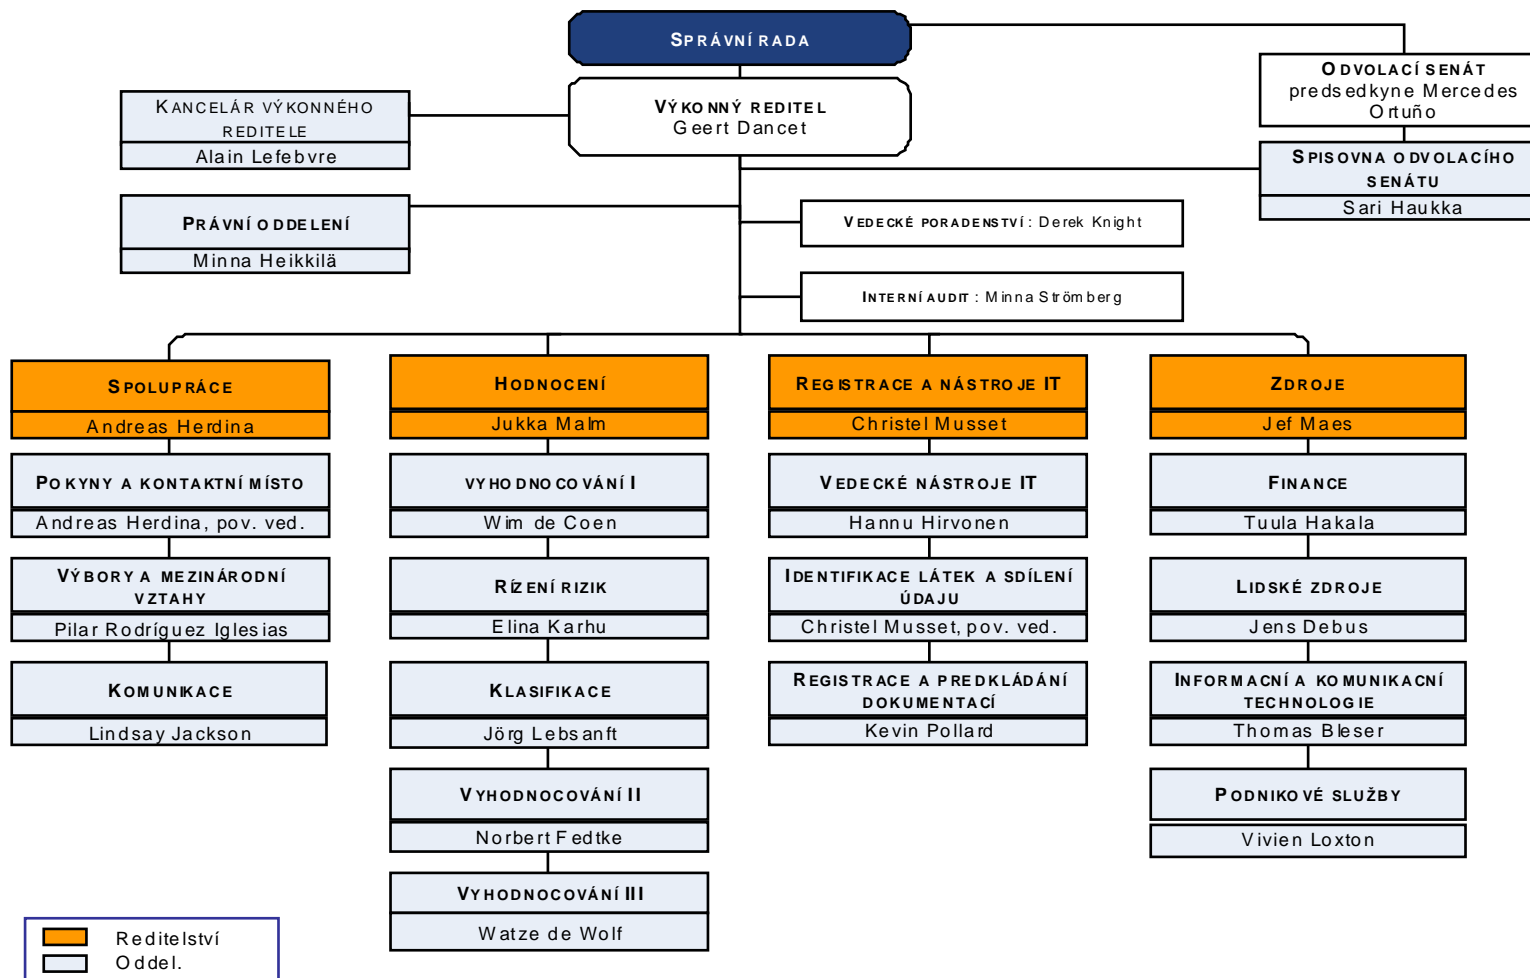 SPRÁVNÍ RADA
ODVOLACÍ SENÁT
predsedkyne Mercedes
Ortuño
KANCELÁR VÝKONNÉHO
REDITELE
Alain Lefebvre
VÝKONNÝ REDITEL
Geert Dancet
SPISOVNA ODVOLACÍHO
SENÁTU
Sari Haukka
PRÁVNÍ ODDELENÍ
Minna Heikkilä
VEDECKÉ PORADENSTVÍ : Derek Knight
INTERNÍ AUDIT : Minna Strömberg
SPOLUPRÁCE
Andreas Herdina
POKYNY A KONTAKTNÍ MÍSTO
Andreas Herdina, pov. ved.
VÝBORY A MEZINÁRODNÍ
VZTAHY
Pilar Rodríguez Iglesias
KOMUNIKACE
Lindsay Jackson
HODNOCENÍ
Jukka Malm
VYHODNOCOVÁNÍ I
Wim de Coen
RÍZENÍ RIZIK
Elina Karhu
KLASIFIKACE
Jörg Lebsanft
VYHODNOCOVÁNÍ II
Norbert Fedtke
VYHODNOCOVÁNÍ III
Watze de Wolf
REGISTRACE A NÁSTROJE IT
Christel Musset
VEDECKÉ NÁSTROJE IT
Hannu Hirvonen
IDENTIFIKACE LÁTEK A SDÍLENÍ
ÚDAJU
Christel Musset, pov. ved.
REGISTRACE A PREDKLÁDÁNÍ
DOKUMENTACÍ
Kevin Pollard
ZDROJE
Jef Maes
FINANCE
Tuula Hakala
LIDSKÉ ZDROJE
Jens Debus
INFORMACNÍ A KOMUNIKACNÍ
TECHNOLOGIE
Thomas Bleser
PODNIKOVÉ SLUŽBY
Vivien Loxton
Reditelství
Oddel.